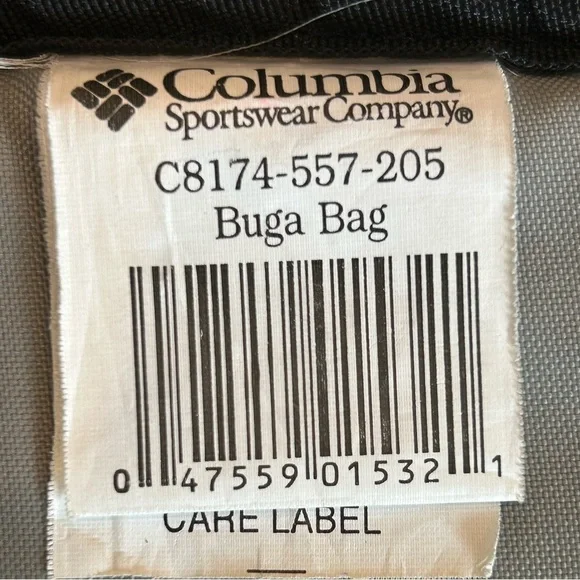 Columbia
Sportswear Company®
C8174-557-205
Buga Bag
0 47559 01532 1
CARE LABEL